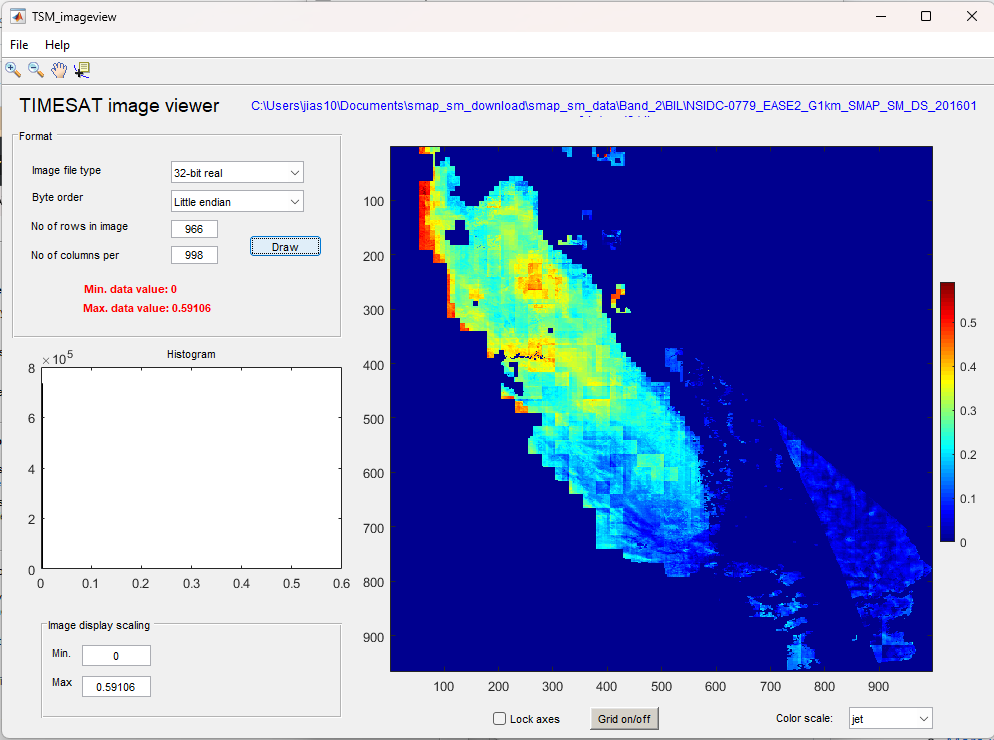 TSM_imageview
File Help
TIMESAT image viewer
C:\Users\jias10\Documents\smap_sm_download\smap_sm_data\Band_2\BIL\NSIDC-0779_EASE2_G1km_SMAP_SM_DS_201601
Format
Image file type 32-bit real
Byte order Little endian
No of rows in image 966
No of columns per 998
Draw
Min. data value: 0
Max. data value: 0.59106
Histogram
×10^5
8
6
4
2
0
0 0.1 0.2 0.3 0.4 0.5 0.6
Image display scaling
Min. 0
Max 0.59106
100
200
300
400
500
600
700
800
900
100 200 300 400 500 600 700 800 900
0.5
0.4
0.3
0.2
0.1
0
Lock axes
Grid on/off
Color scale: jet